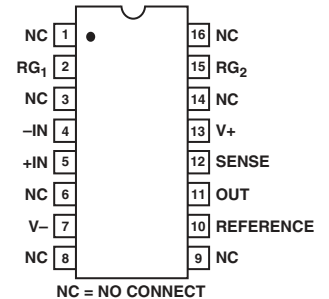 NC 1 16 NC
RG1 2 15 RG2
NC 3 14 NC
–IN 4 13 V+
+IN 5 12 SENSE
NC 6 11 OUT
V– 7 10 REFERENCE
NC 8 9 NC
NC = NO CONNECT